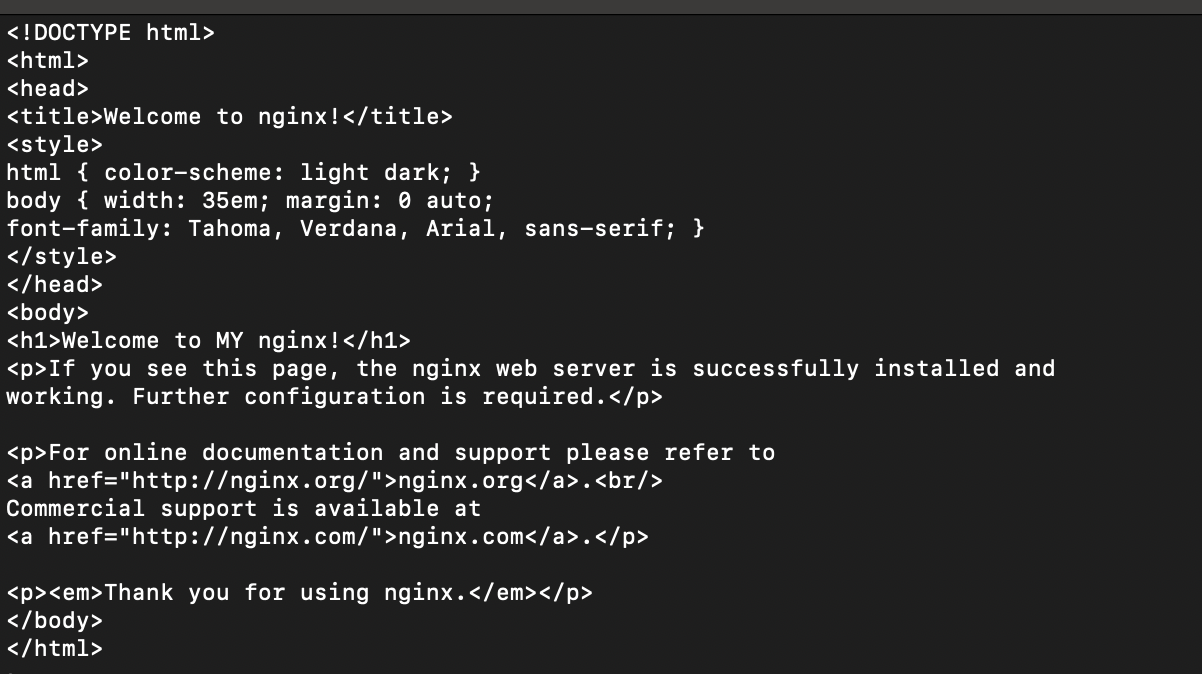 <!DOCTYPE html>
<html>
<head>
<title>Welcome to nginx!</title>
<style>
html { color-scheme: light dark; }
body { width: 35em; margin: 0 auto;
font-family: Tahoma, Verdana, Arial, sans-serif; }
</style>
</head>
<body>
<h1>Welcome to MY nginx!</h1>
<p>If you see this page, the nginx web server is successfully installed and
working. Further configuration is required.</p>

<p>For online documentation and support please refer to
<a href="http://nginx.org/">nginx.org</a>.<br/>
Commercial support is available at
<a href="http://nginx.com/">nginx.com</a>.</p>

<p><em>Thank you for using nginx.</em></p>
</body>
</html>